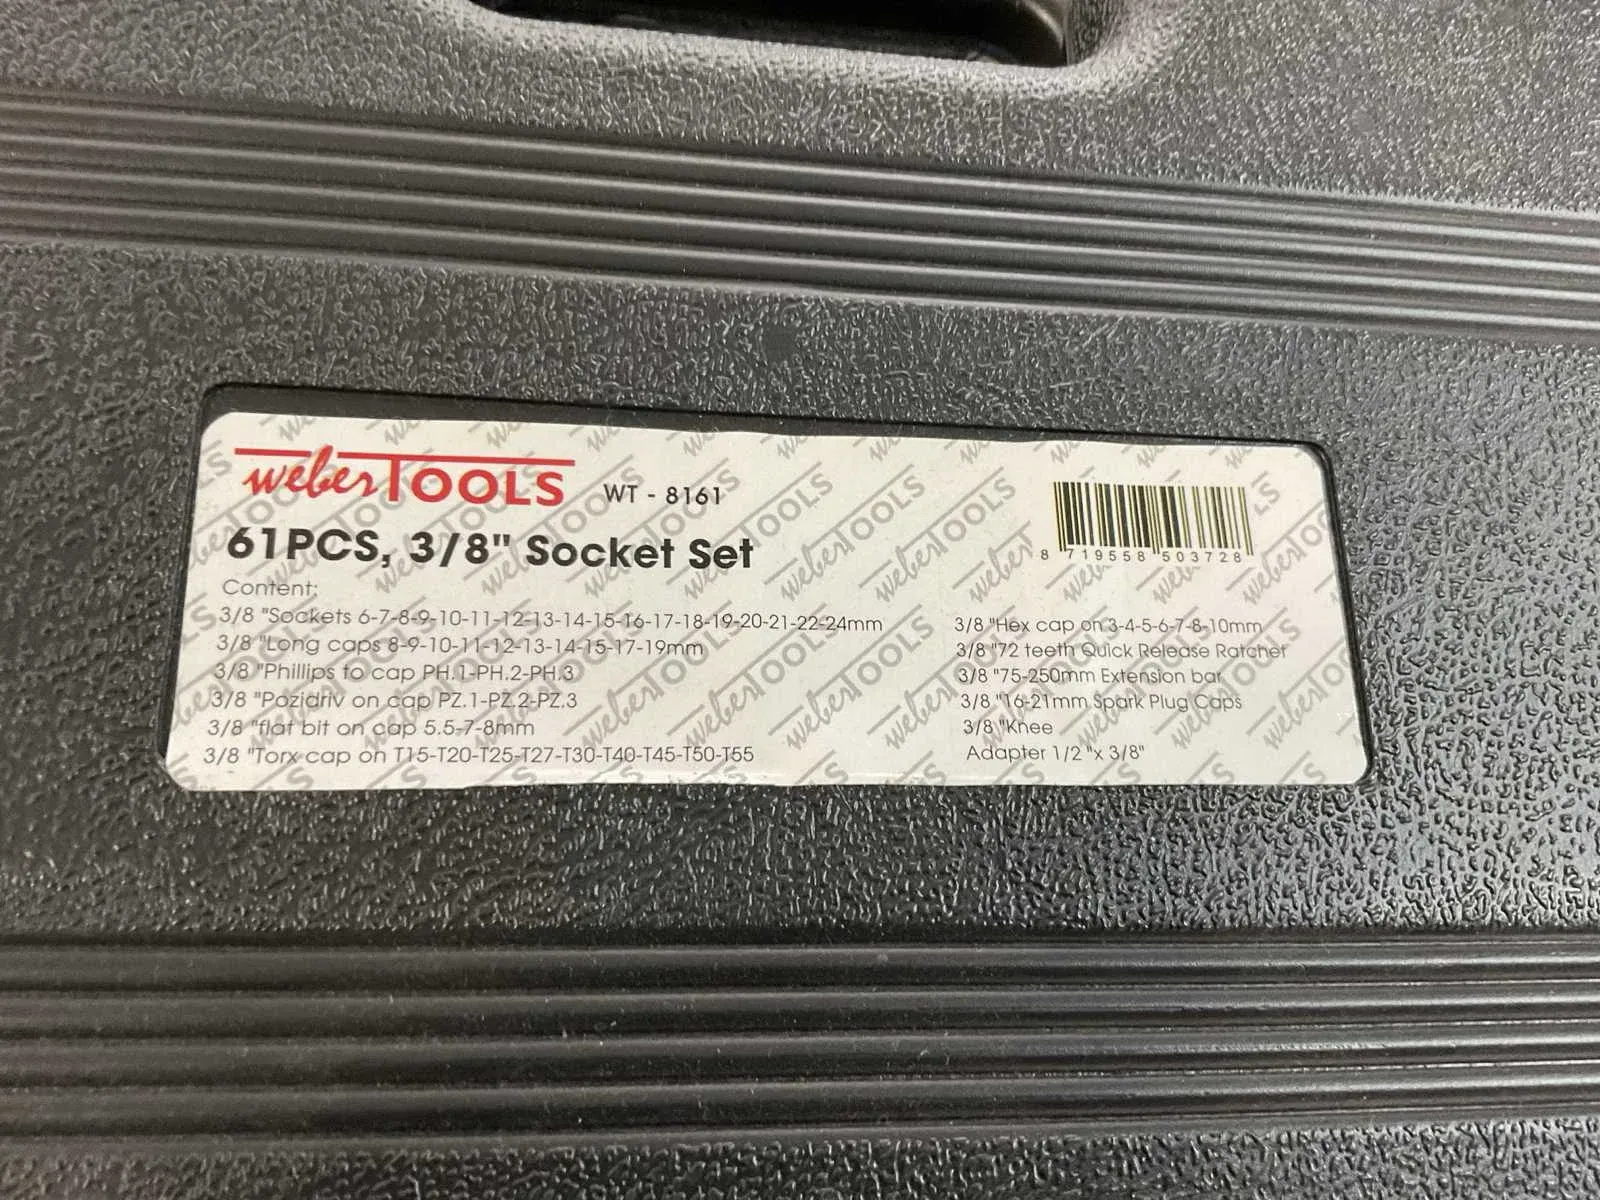 weberTOOLS WT - 8161
61PCS, 3/8" Socket Set
Content:
3/8 "Sockets 6-7-8-9-10-11-12-13-14-15-16-17-18-19-20-21-22-24mm
3/8 "Long caps 8-9-10-11-12-13-14-15-17-19mm
3/8 "Phillips to cap PH.1-PH.2-PH.3
3/8 "Pozidriv on cap PZ.1-PZ.2-PZ.3
3/8 "flat bit on cap 5.5-7-8mm
3/8 "Torx cap on T15-T20-T25-T27-T30-T40-T45-T50-T55
8 719558 503728
3/8 "Hex cap on 3-4-5-6-7-8-10mm
3/8 "72 teeth Quick Release Ratchet
3/8 "75-250mm Extension bar
3/8 "16-21mm Spark Plug Caps
3/8 "Knee
Adapter 1/2 "x 3/8"